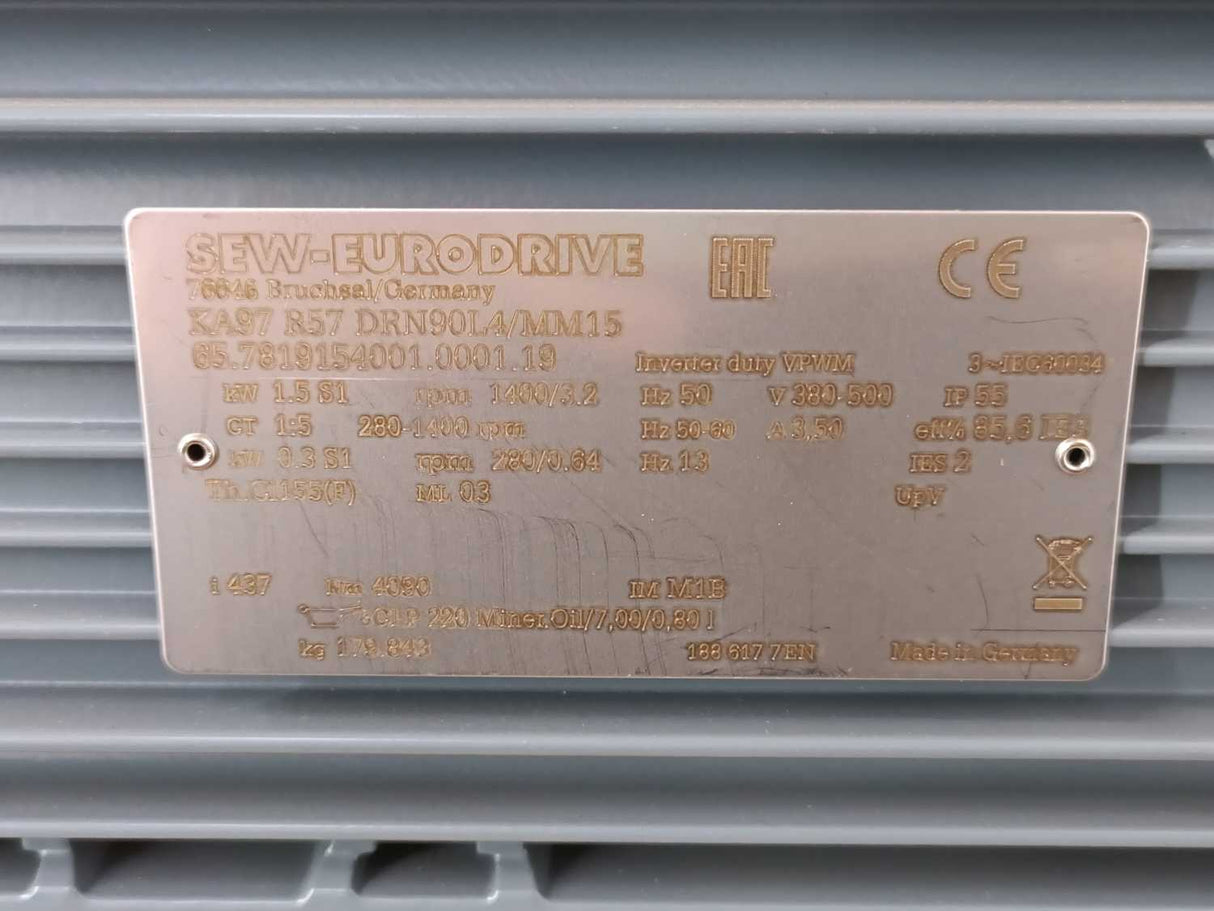 SEW-EURODRIVE EAC CE
76646 Bruchsal/Germany
KA97 R57 DRN90L4/MM15
65.7819154001.0001.19 Inverter duty VPWM 3~IEC60034
kW 1.5 S1 rpm 1400/3.2 Hz 50 V 380-500 IP 55
CT 1:5 280-1400 rpm Hz 50-60 A 3,50 eff% 85,6 IE3
kW 0.3 S1 rpm 280/0.64 Hz 13 IES 2
Th.Cl.155(F) ML 03 UpV
i 437 Nm 4090 IM M1B
CLP 220 Miner.Oil/7,00/0,80 l
kg 188 617 7EN Made in Germany